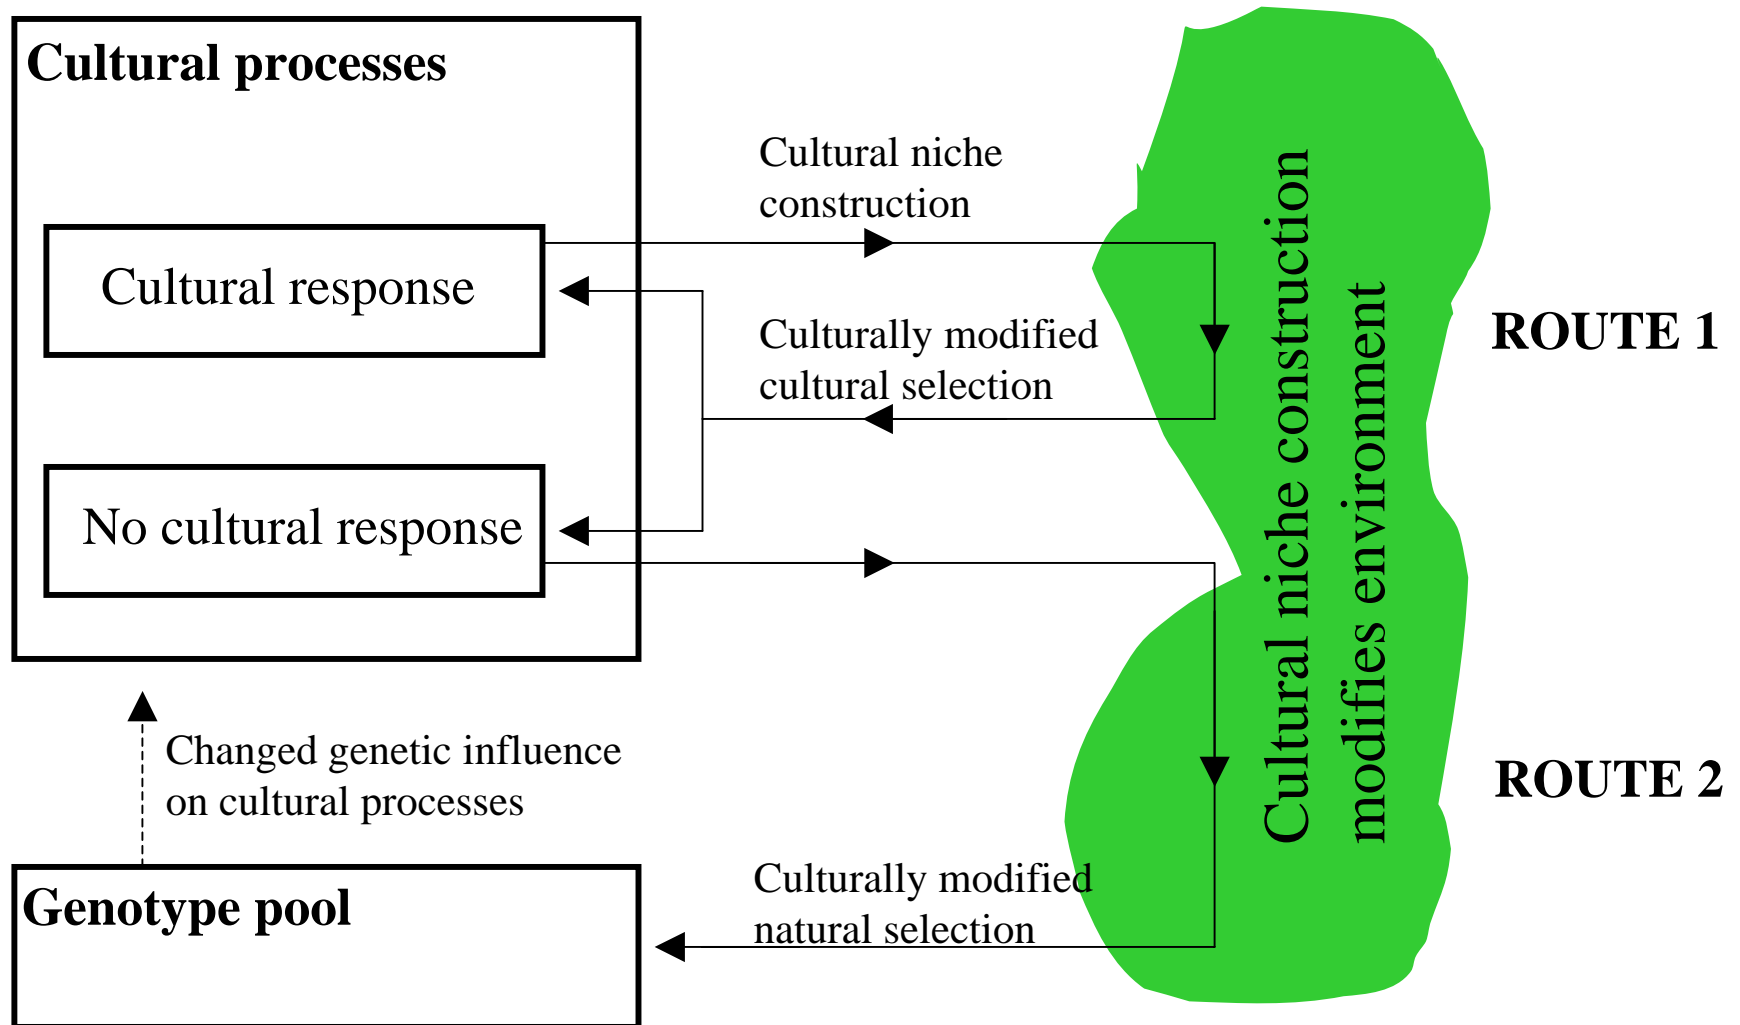 Cultural processes
Cultural niche
construction
Cultural response
Culturally modified
cultural selection
ROUTE 1
No cultural response
Cultural niche construction
modifies environment
Changed genetic influence
on cultural processes
ROUTE 2
Genotype pool
Culturally modified
natural selection